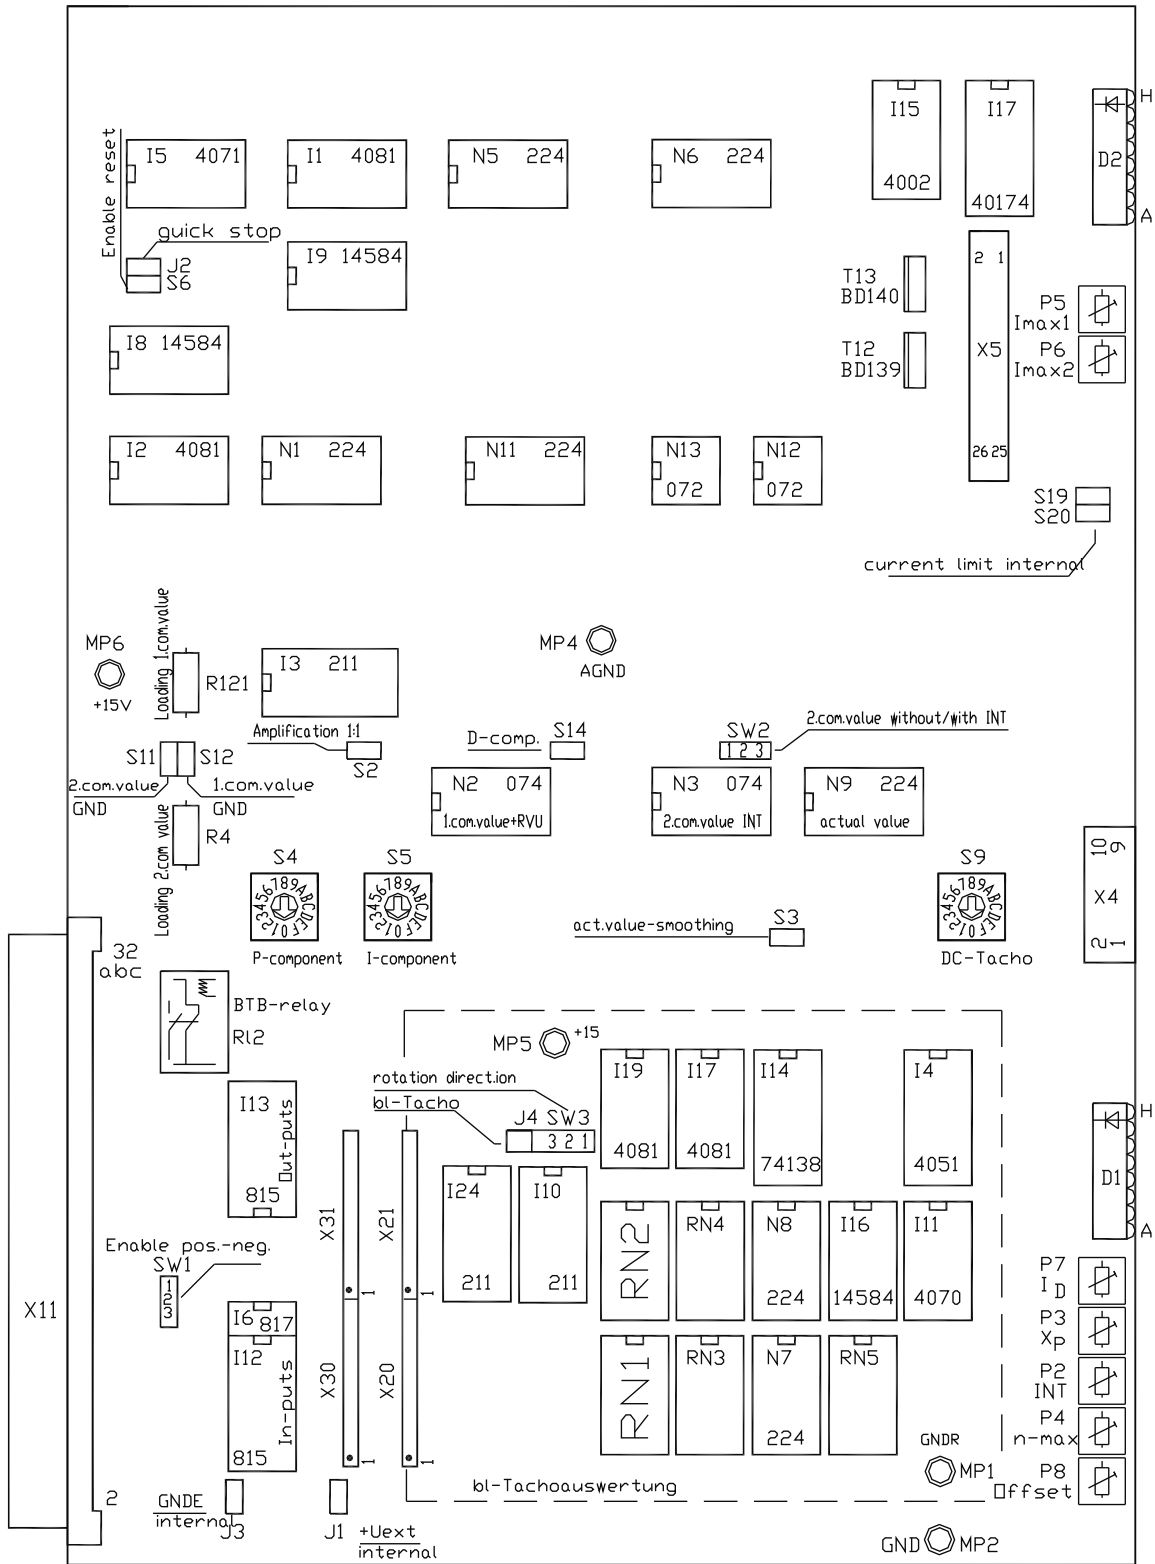 I15
I17
H
D2
A
4002
40174
Enable reset
I5 4071
I1 4081
N5 224
N6 224
quick stop
J2
S6
I9 14584
T13
BD140
2 1
X5
26 25
P5
Imax1
I8 14584
T12
BD139
P6
Imax2
I2 4081
N1 224
N11 224
N13
072
N12
072
S19
S20
current limit internal
MP6
+15V
Loading 1.com.value
R121
I3 211
MP4
AGND
Amplification 1:1
S2
D-comp.
S14
SW2
1 2 3
2.com.value without/with INT
S11
S12
2.com.value
GND
1.com.value
GND
N2 074
1.com.value+RVU
N3 074
2.com.value INT
N9 224
actual value
Loading 2.com value
R4
S4
0123456789ABCDEF
P-component
S5
0123456789ABCDEF
I-component
act.value-smoothing
S3
S9
0123456789ABCDEF
DC-Tacho
10
9
X4
2
1
32
abc
BTB-relay
Rl2
MP5
+15
rotation direct.ion
bl-Tacho
J4 SW3
3 2 1
I19
4081
I17
4081
I14
74138
I4
4051
H
D1
A
I13
815
Out-puts
X31
1
X21
1
I24
211
I10
211
RN2
RN4
N8
224
I16
14584
I11
4070
Enable pos.-neg.
SW1
1
2
3
X11
I6 817
I12
815
In-puts
X30
1
X20
1
RN1
RN3
N7
224
RN5
P7
I D
P3
XP
P2
INT
P4
n-max
P8
Offset
GNDR
MP1
bl-Tachoauswertung
2
GNDE
internal
J3
J1
+Uext
internal
GND
MP2